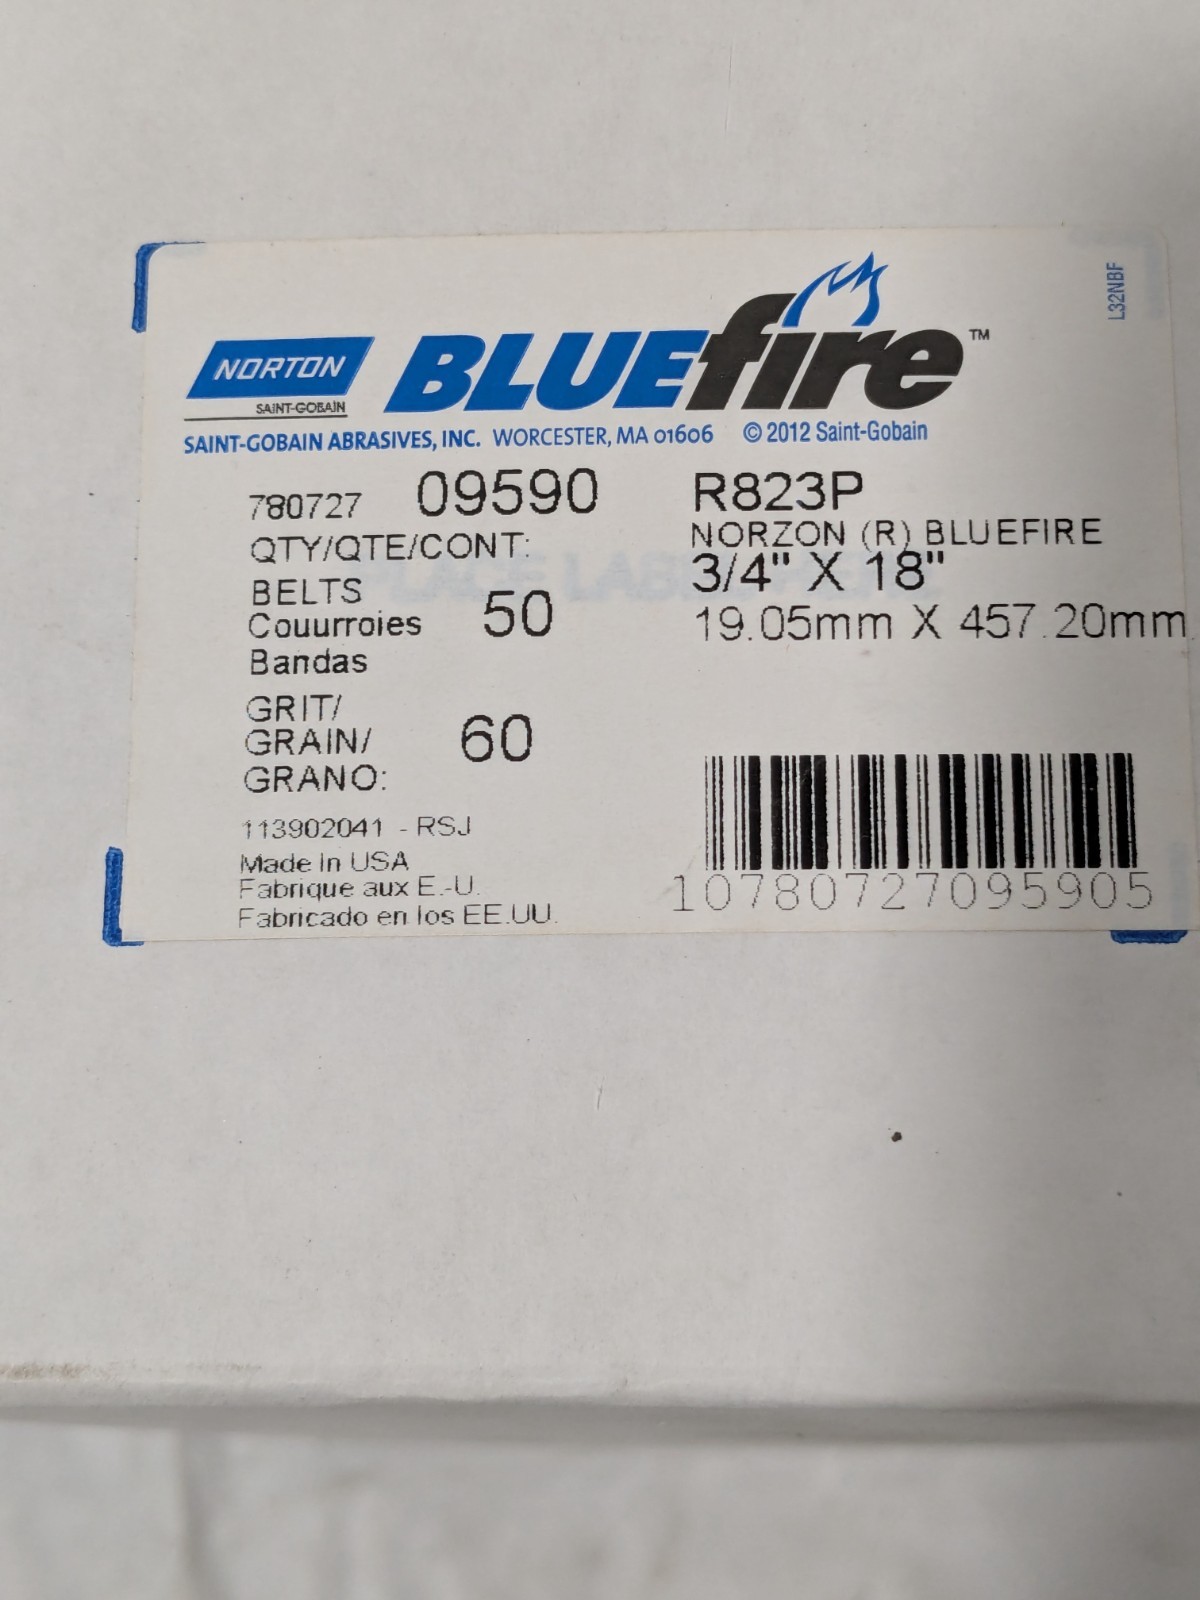 L32NBF
NORTON
SAINT-GOBAIN
BLUEfire™
SAINT-GOBAIN ABRASIVES, INC. WORCESTER, MA 01606 © 2012 Saint-Gobain
780727 09590
QTY/QTE/CONT:
BELTS
Couurroies 50
Bandas
GRIT/
GRAIN/ 60
GRANO:
113902041 - RSJ
Made In USA
Fabrique aux E.-U.
Fabricado en los EE.UU.
R823P
NORZON (R) BLUEFIRE
3/4" X 18"
19.05mm X 457.20mm
10780727095905